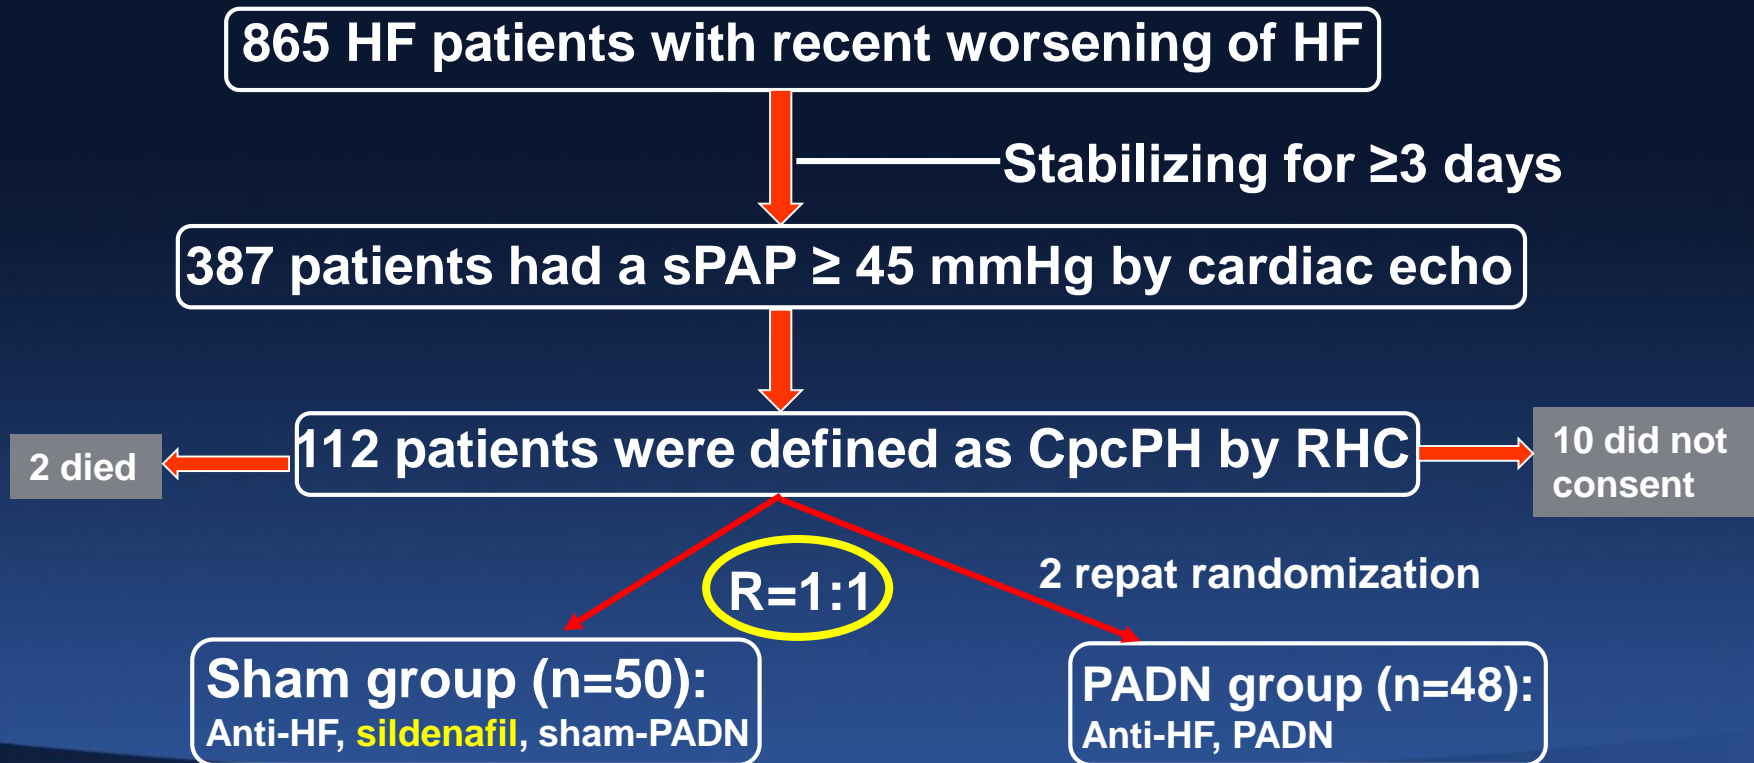 865 HF patients with recent worsening of HF
Stabilizing for ≥3 days
387 patients had a sPAP ≥ 45 mmHg by cardiac echo
2 died
112 patients were defined as CpcPH by RHC
10 did not
consent
R=1:1
2 repat randomization
Sham group (n=50):
Anti-HF, sildenafil, sham-PADN
PADN group (n=48):
Anti-HF, PADN